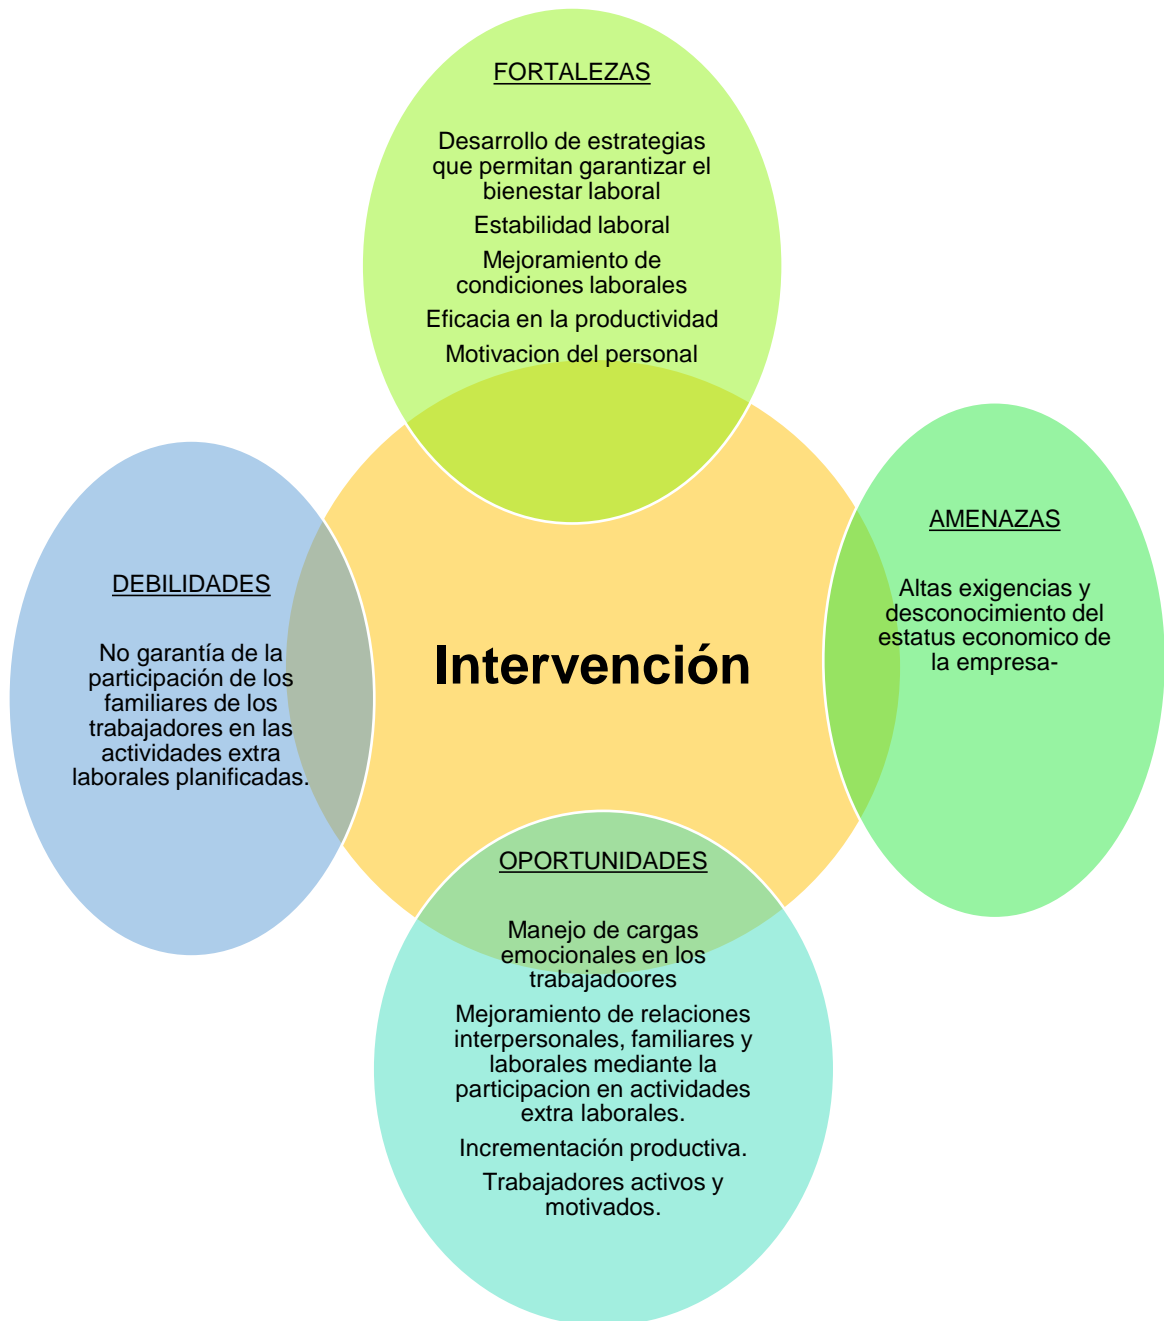 FORTALEZAS
Desarrollo de estrategias
que permitan garantizar el
bienestar laboral
Estabilidad laboral
Mejoramiento de
condiciones laborales
Eficacia en la productividad
Motivacion del personal
AMENAZAS
Altas exigencias y
desconocimiento del
estatus economico de
la empresa-
DEBILIDADES
No garantía de la
participación de los
familiares de los
trabajadores en las
actividades extra
laborales planificadas.
Intervención
OPORTUNIDADES
Manejo de cargas
emocionales en los
trabajadoores
Mejoramiento de relaciones
interpersonales, familiares y
laborales mediante la
participacion en actividades
extra laborales.
Incrementación productiva.
Trabajadores activos y
motivados.